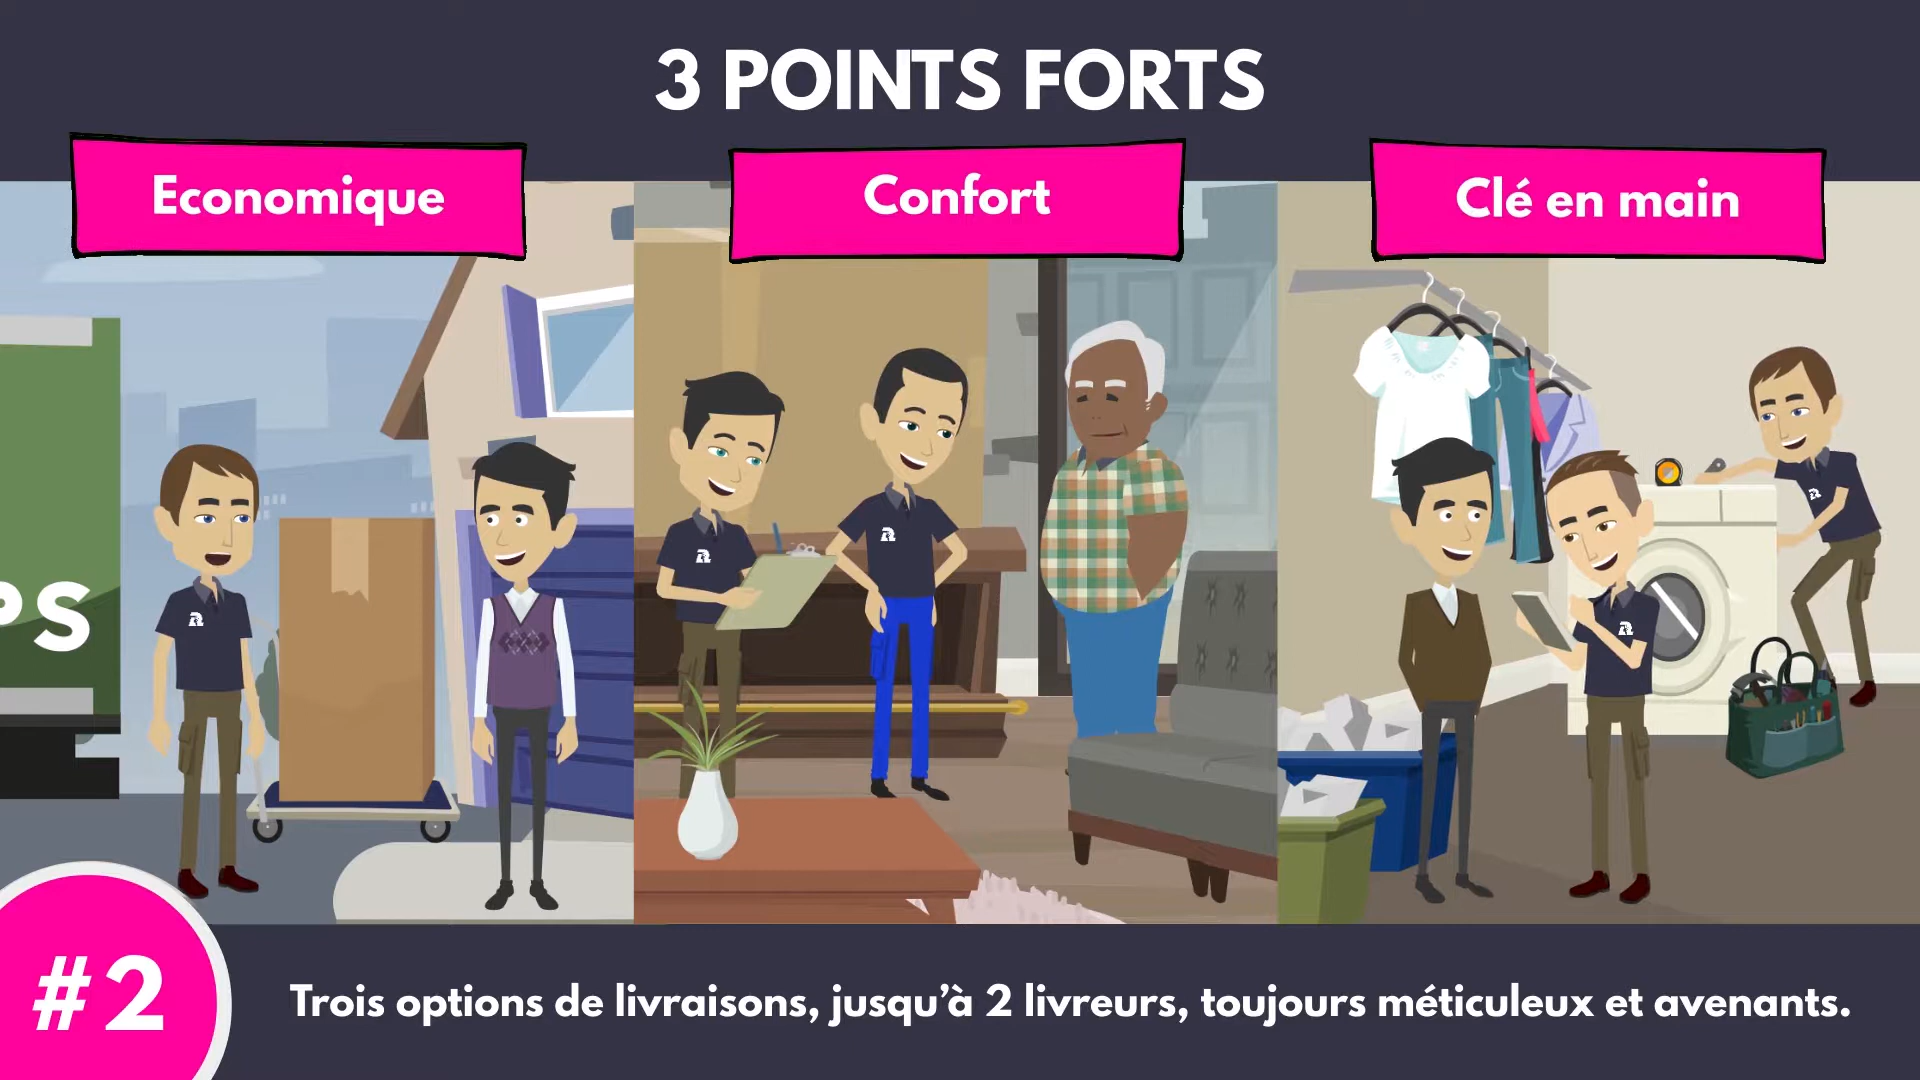 3 POINTS FORTS
Economique
Confort
Clé en main
PS
#2
Trois options de livraisons, jusqu’à 2 livreurs, toujours méticuleux et avenants.